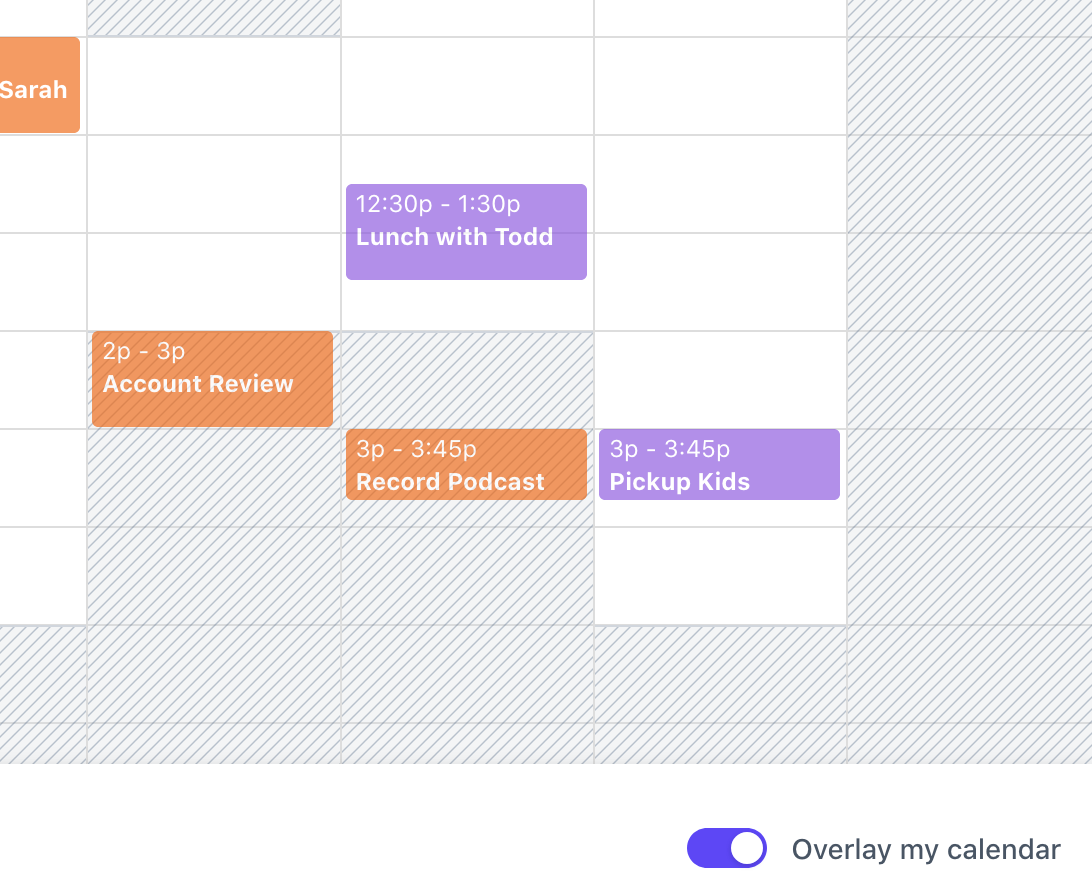 Sarah
12:30p - 1:30p
Lunch with Todd
2p - 3p
Account Review
3p - 3:45p
Record Podcast
3p - 3:45p
Pickup Kids
Overlay my calendar